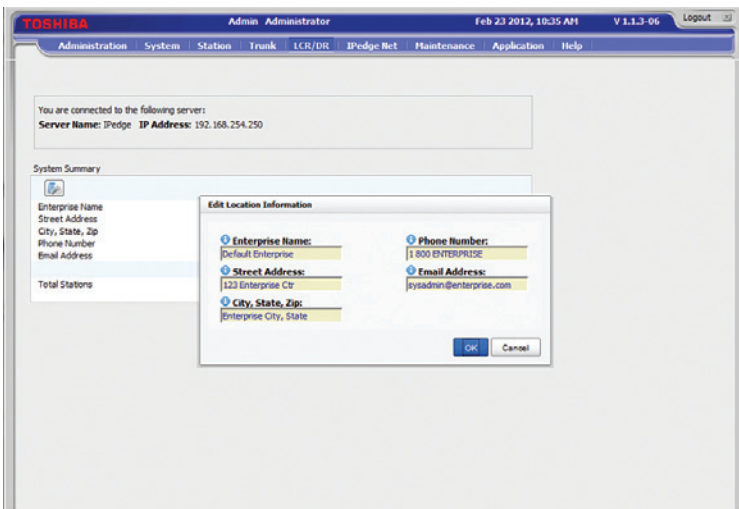 TOSHIBA Admin Administrator Feb 23 2012, 10:35 AM V 1.1.3-06 Logout
Administration System Station Trunk LCR/DR IPedge Net Maintenance Application Help
You are connected to the following server:
Server Name: IPedge IP Address: 192.168.254.250
System Summary
Enterprise Name
Street Address
City, State, Zip
Phone Number
Email Address
Total Stations
Edit Location Information
Enterprise Name:
Default Enterprise
Phone Number:
1 800 ENTERPRISE
Street Address:
123 Enterprise Ctr
Email Address:
sysadmin@enterprise.com
City, State, Zip:
Enterprise City, State
OK Cancel